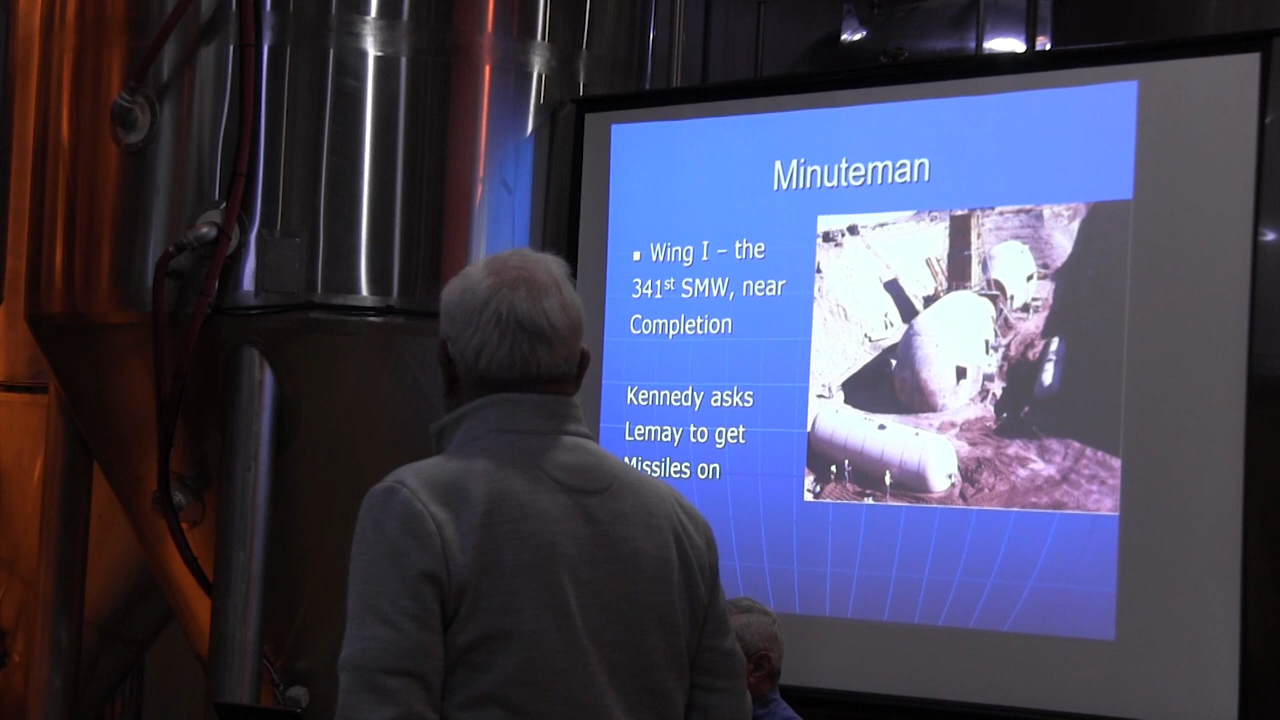 Minuteman
Wing I – the
341st SMW, near
Completion
Kennedy asks
Lemay to get
Missiles on